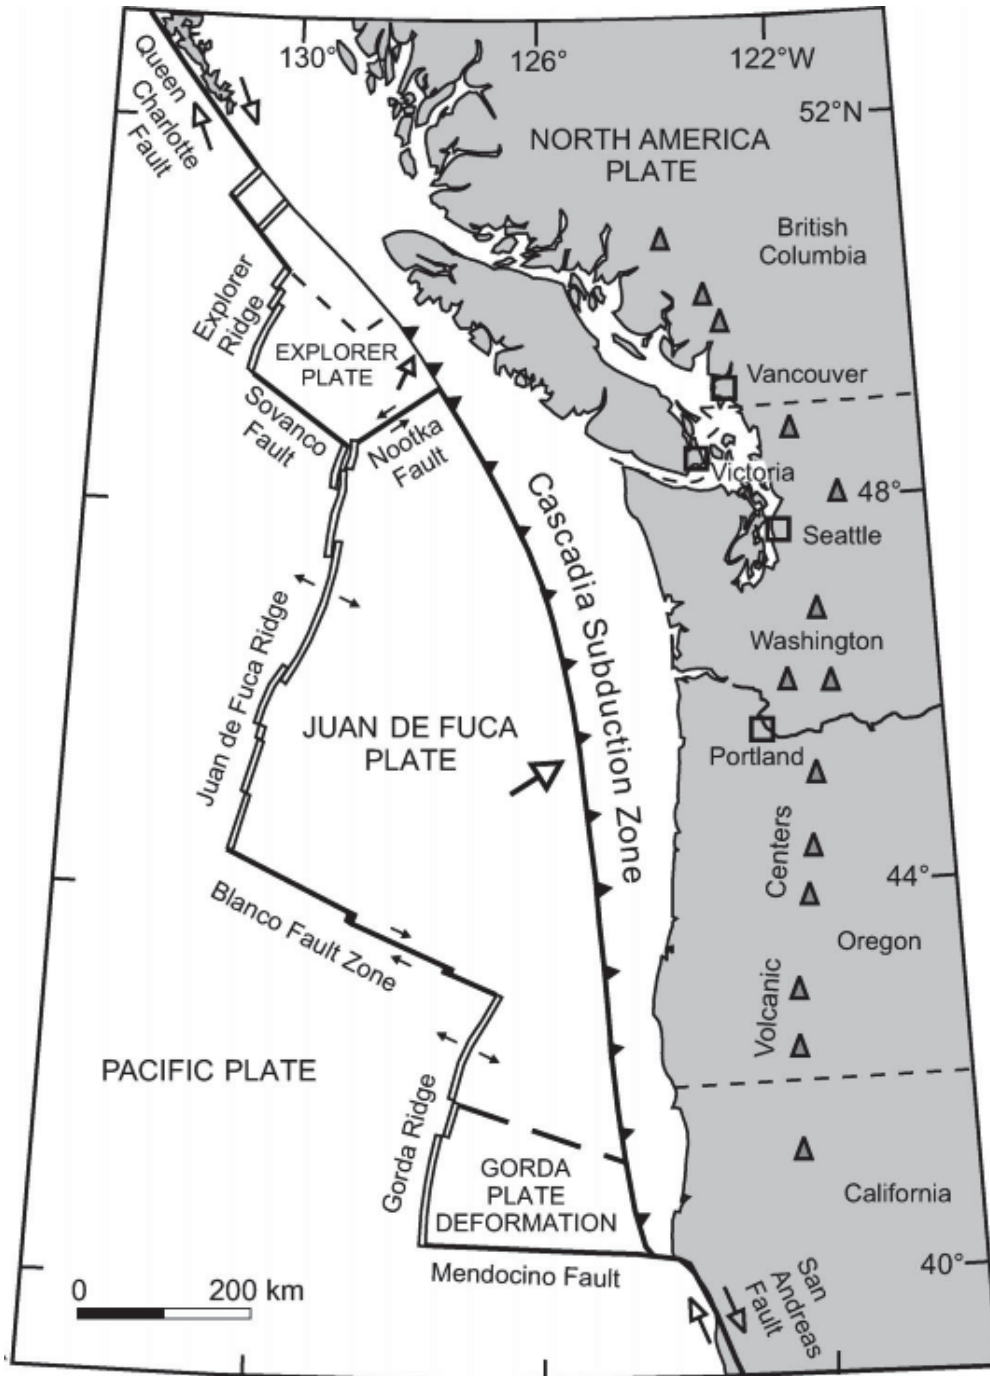 130°
126°
122°W
52°N
Queen
Charlotte
Fault
NORTH AMERICA
PLATE
British
Columbia
Explorer
Ridge
EXPLORER
PLATE
Vancouver
Sovanco
Fault
Nootka
Fault
Victoria
48°
Seattle
Cascadia Subduction Zone
Washington
Juan de Fuca Ridge
JUAN DE FUCA
PLATE
Portland
44°
Blanco Fault Zone
Volcanic Centers
Oregon
PACIFIC PLATE
Gorda Ridge
GORDA
PLATE
DEFORMATION
California
Mendocino Fault
40°
San
Andreas
Fault
0 200 km